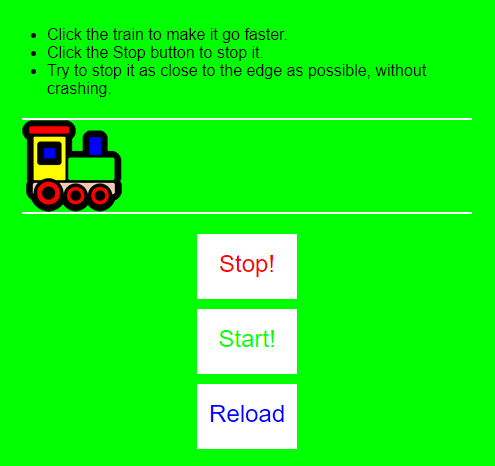 Click the train to make it go faster.
Click the Stop button to stop it.
Try to stop it as close to the edge as possible, without
crashing.
Stop!
Start!
Reload